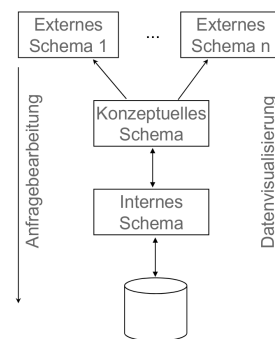 Externes
Schema 1
...
Externes
Schema n
Konzeptuelles
Schema
Internes
Schema
Anfragebearbeitung
Datenvisualisierung